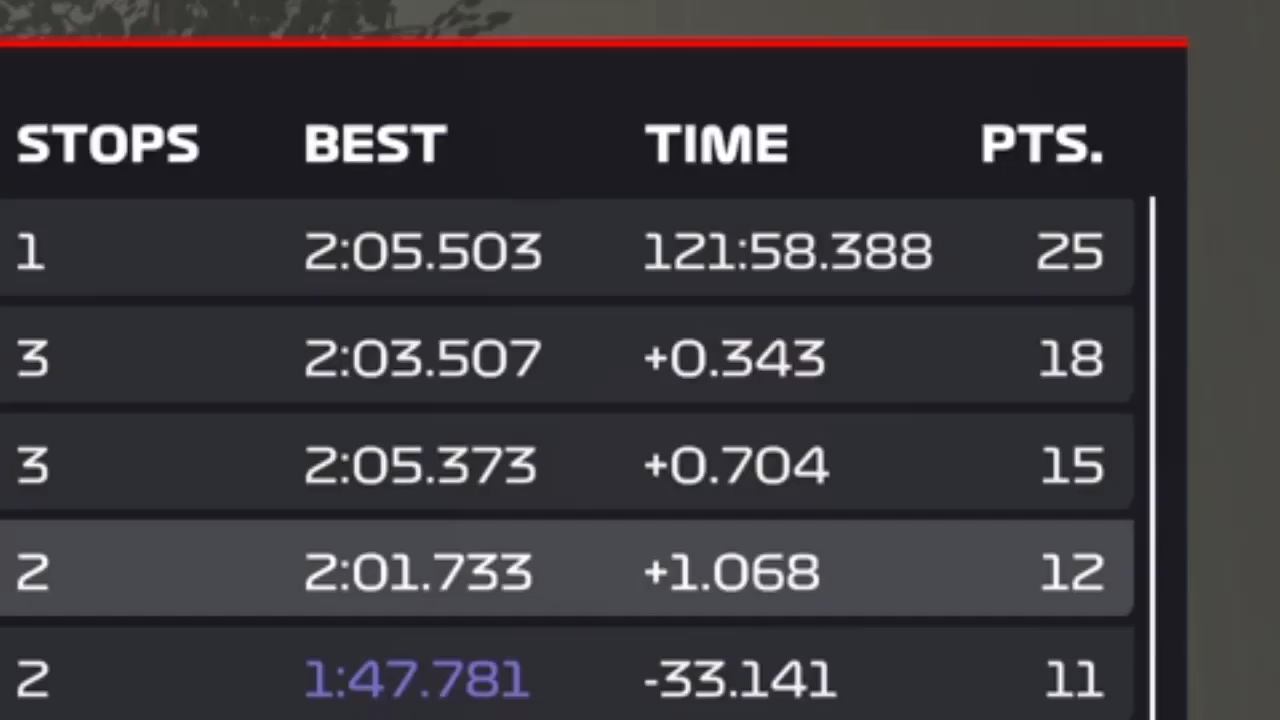 STOPS BEST TIME PTS.
1 2:05.503 121:58.388 25
3 2:03.507 +0.343 18
3 2:05.373 +0.704 15
2 2:01.733 +1.068 12
2 1:47.781 -33.141 11